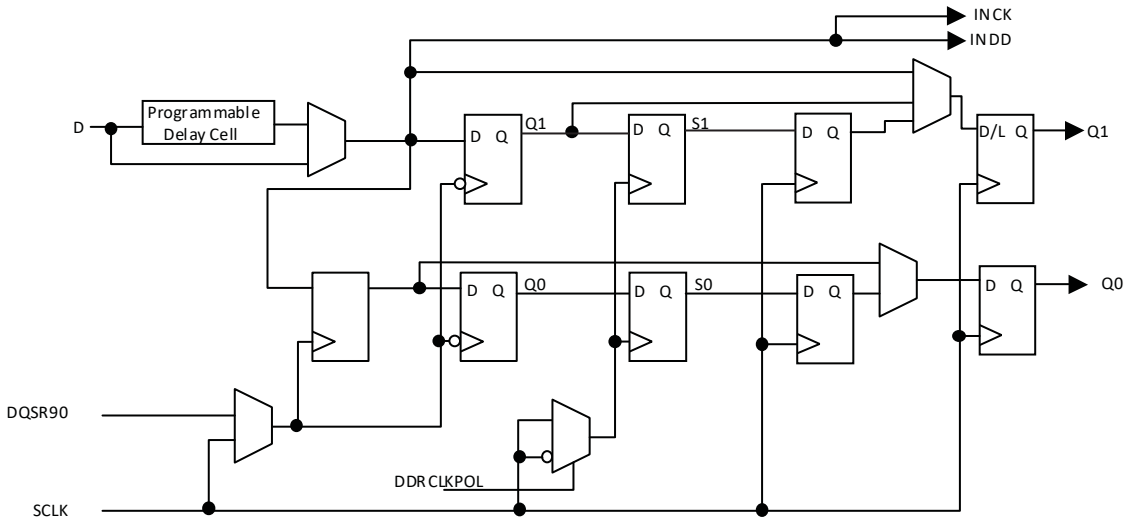 INCK
INDD
Programmable
Delay Cell
D
D Q
Q1
D Q
S1
D Q
D/L Q
Q1
D Q
Q0
D Q
S0
D Q
D Q
Q0
DQSR90
DDRCLKPOL
SCLK